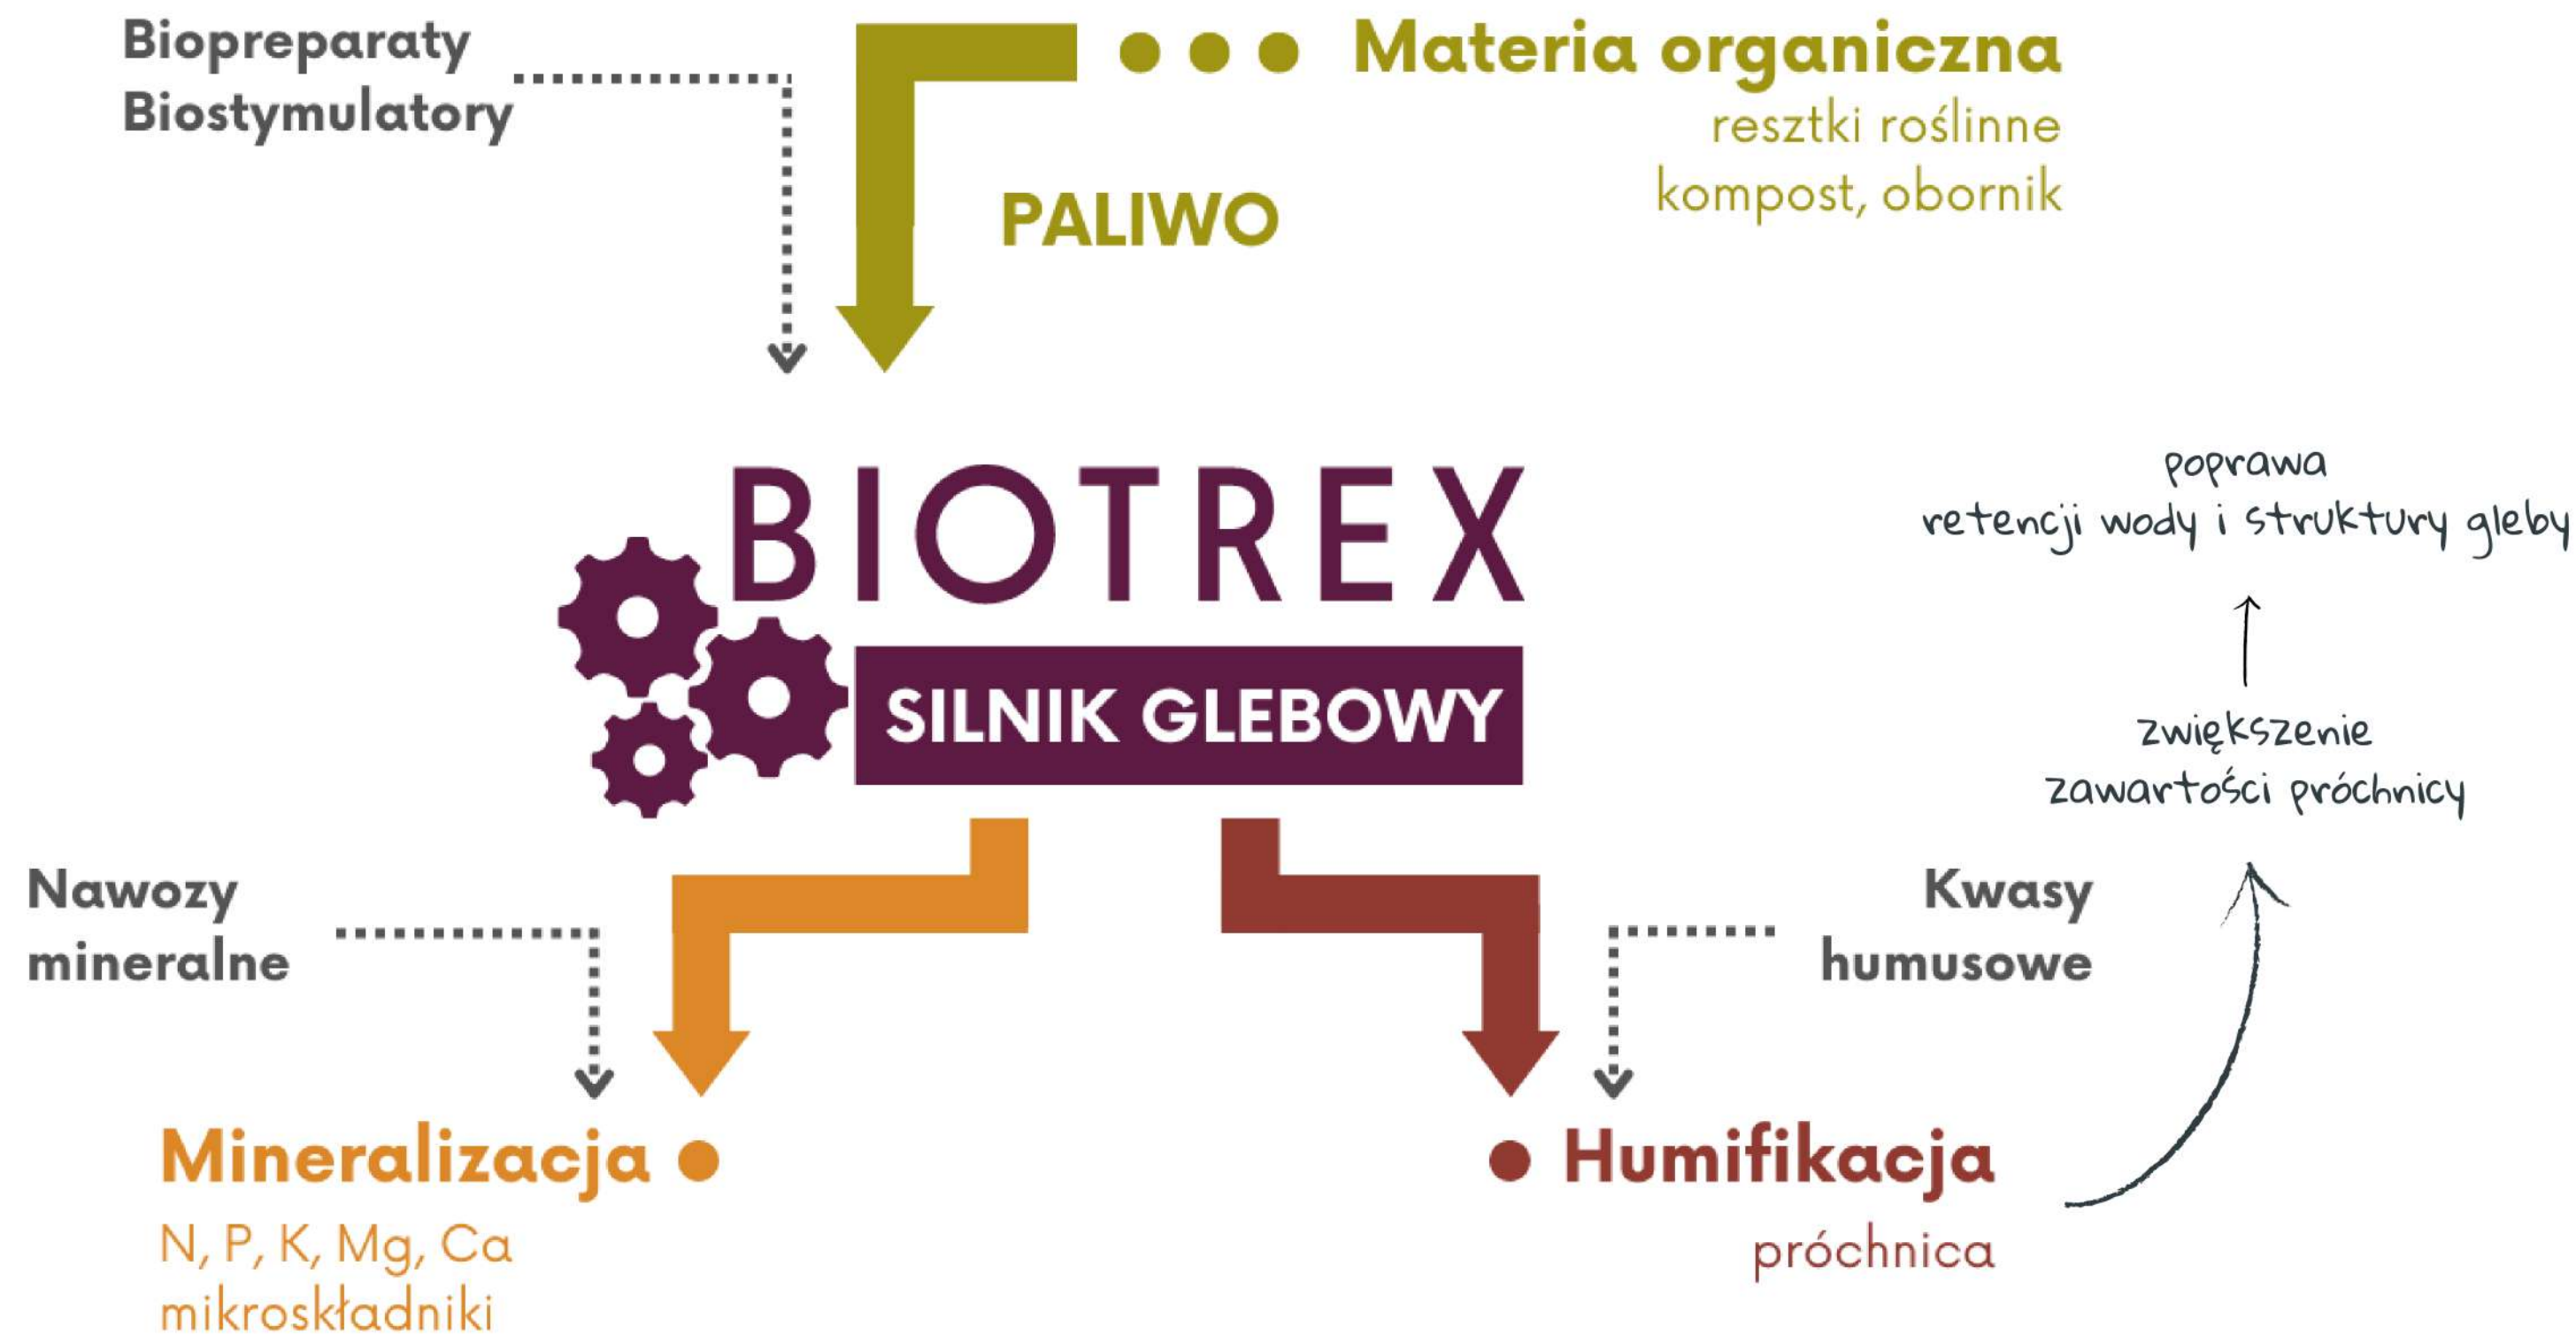 Biopreparaty
Biostymulatory
Materia organiczna
resztki roślinne
kompost, obornik
PALIWO
BIOTREX
SILNIK GLEBOWY
poprawa
retencji wody i struktury gleby
zwiększenie
zawartości próchnicy
Nawozy
mineralne
Kwasy
humusowe
Mineralizacja
N, P, K, Mg, Ca
mikroskładniki
Humifikacja
próchnica